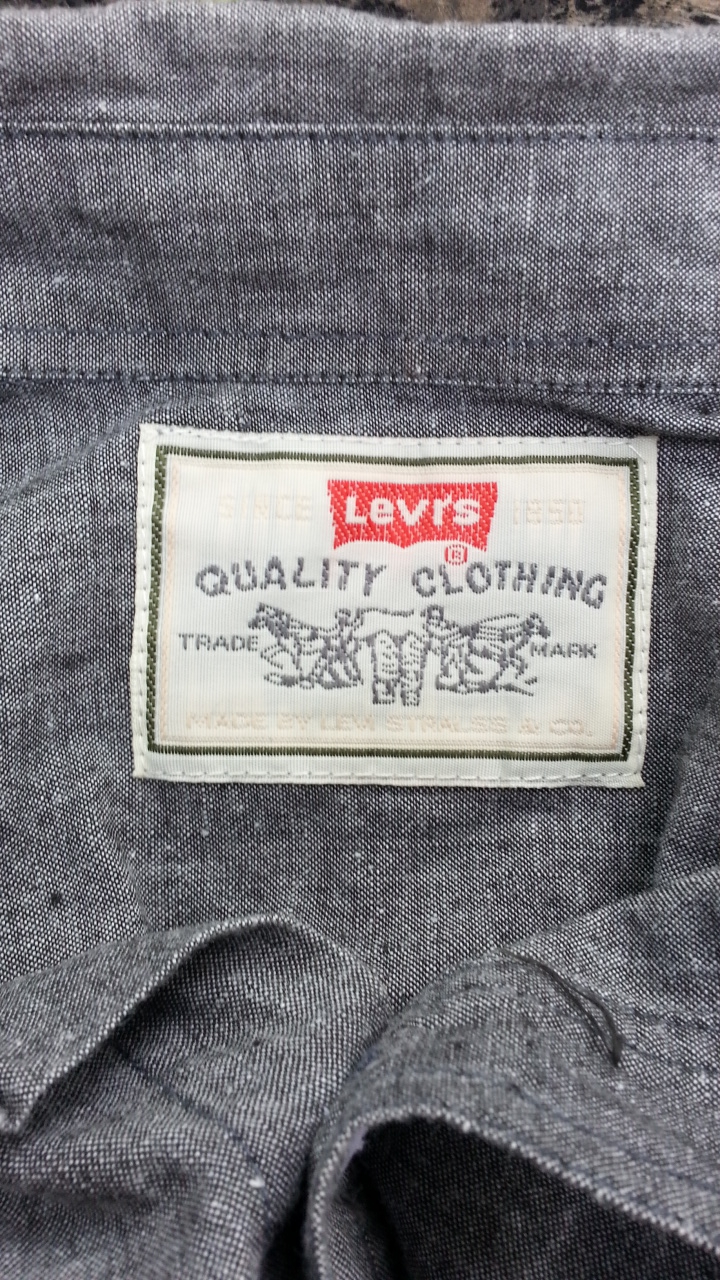 SINCE Levi's 1850
®
QUALITY CLOTHING
TRADE MARK
MADE BY LEVI STRAUSS & CO.